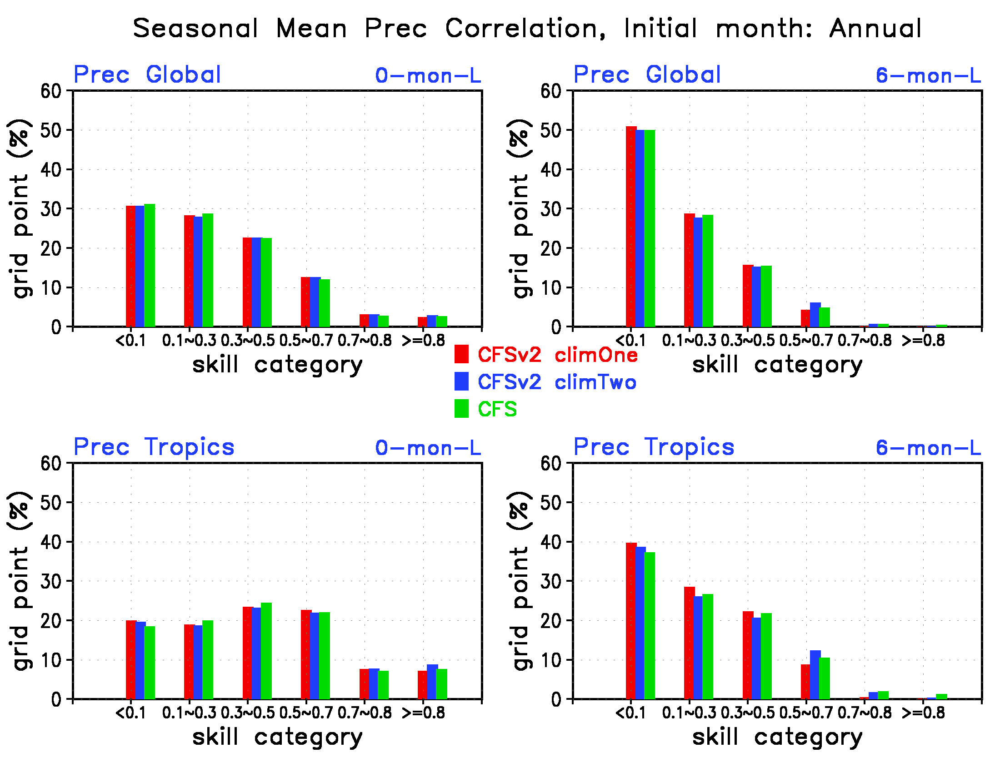 Seasonal Mean Prec Correlation, Initial month: Annual
Prec Global 0-mon-L
60
50
40
30
20
10
0
grid point (%)
<0.1 0.1~0.3 0.3~0.5 0.5~0.7 0.7~0.8 >=0.8
skill category
Prec Global 6-mon-L
60
50
40
30
20
10
0
grid point (%)
<0.1 0.1~0.3 0.3~0.5 0.5~0.7 0.7~0.8 >=0.8
skill category
CFSv2 climOne
CFSv2 climTwo
CFS
Prec Tropics 0-mon-L
60
50
40
30
20
10
0
grid point (%)
<0.1 0.1~0.3 0.3~0.5 0.5~0.7 0.7~0.8 >=0.8
skill category
Prec Tropics 6-mon-L
60
50
40
30
20
10
0
grid point (%)
<0.1 0.1~0.3 0.3~0.5 0.5~0.7 0.7~0.8 >=0.8
skill category